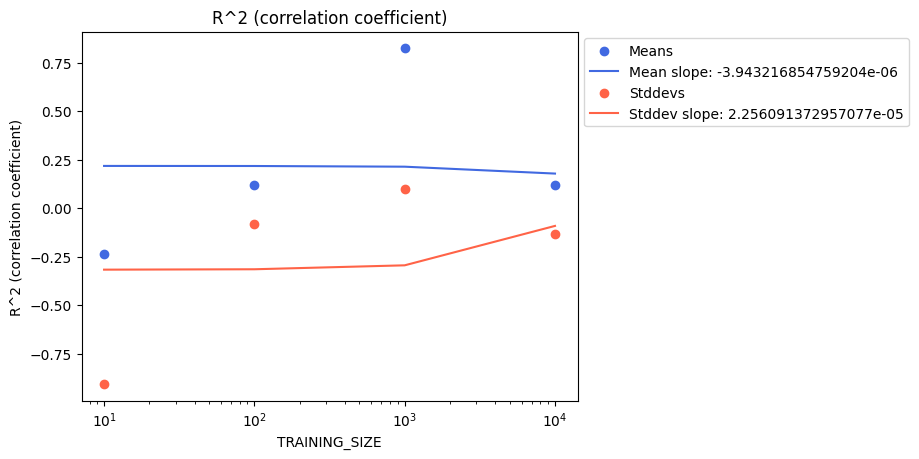 R^2 (correlation coefficient)
R^2 (correlation coefficient)
0.75
0.50
0.25
0.00
−0.25
−0.50
−0.75
10^1
10^2
10^3
10^4
TRAINING_SIZE
Means
Mean slope: -3.943216854759204e-06
Stddevs
Stddev slope: 2.256091372957077e-05